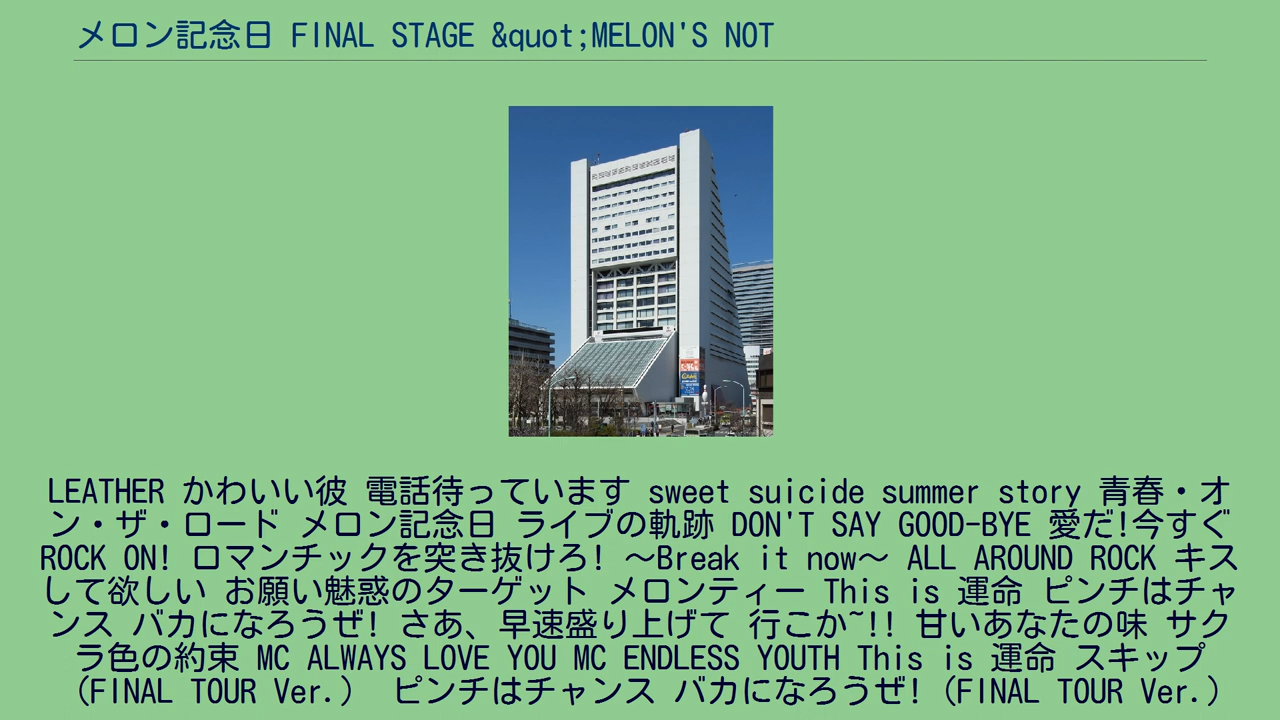 メロン記念日 FINAL STAGE &quot;MELON'S NOT
LEATHER かわいい彼 電話待っています sweet suicide summer story 青春・オ
ン・ザ・ロード メロン記念日 ライブの軌跡 DON'T SAY GOOD-BYE 愛だ!今すぐ
ROCK ON! ロマンチックを突き抜けろ! ～Break it now～ ALL AROUND ROCK キス
して欲しい お願い魅惑のターゲット メロンティー This is 運命 ピンチはチャ
ンス バカになろうぜ! さあ、早速盛り上げて 行こか~!! 甘いあなたの味 サク
ラ色の約束 MC ALWAYS LOVE YOU MC ENDLESS YOUTH This is 運命 スキップ
（FINAL TOUR Ver.） ピンチはチャンス バカになろうぜ!（FINAL TOUR Ver.）